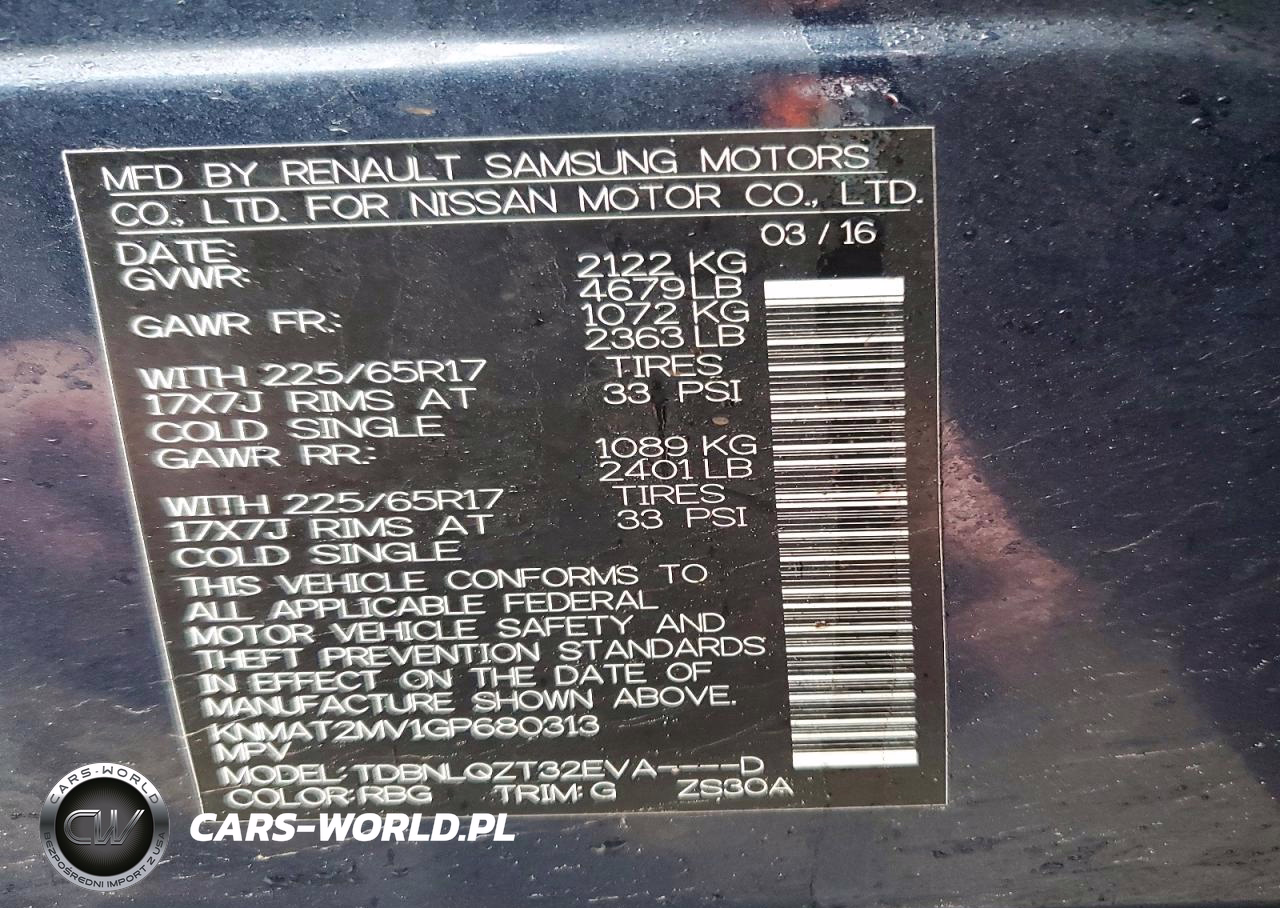 MFD BY RENAULT SAMSUNG MOTORS
CO., LTD. FOR NISSAN MOTOR CO., LTD.
DATE: 03 / 16
GVWR: 2122 KG
4679 LB
GAWR FR.: 1072 KG
2363 LB
WITH 225/65R17 TIRES
17X7J RIMS AT 33 PSI
COLD SINGLE
GAWR RR.: 1089 KG
2401 LB
WITH 225/65R17 TIRES
17X7J RIMS AT 33 PSI
COLD SINGLE
THIS VEHICLE CONFORMS TO
ALL APPLICABLE FEDERAL
MOTOR VEHICLE SAFETY AND
THEFT PREVENTION STANDARDS
IN EFFECT ON THE DATE OF
MANUFACTURE SHOWN ABOVE.
KNMAT2MV1GP680313
MPV
MODEL: TDBNLQZT32EVA----D
COLOR: RBG TRIM: G ZS30A
CARS-WORLD
CW
BEZPOŚREDNI IMPORT Z USA
CARS-WORLD.PL